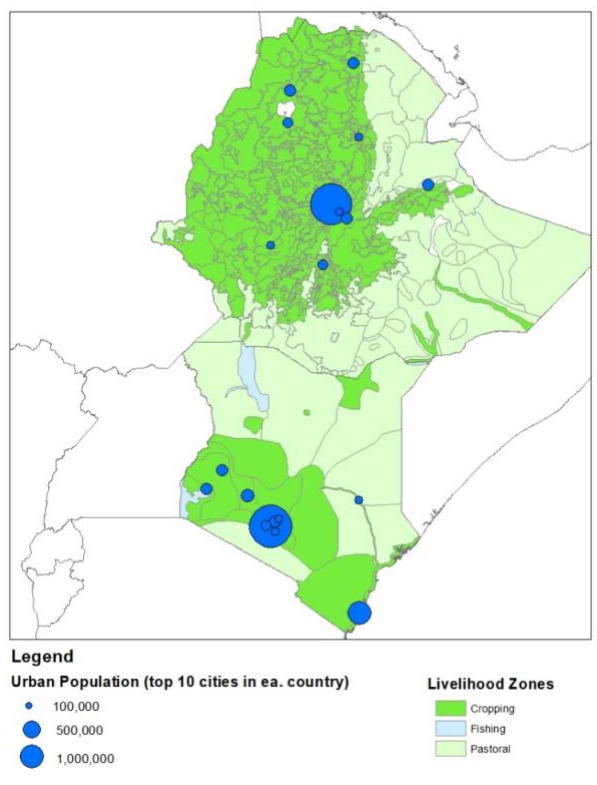 Legend
Urban Population (top 10 cities in ea. country)
100,000
500,000
1,000,000
Livelihood Zones
Cropping
Fishing
Pastoral